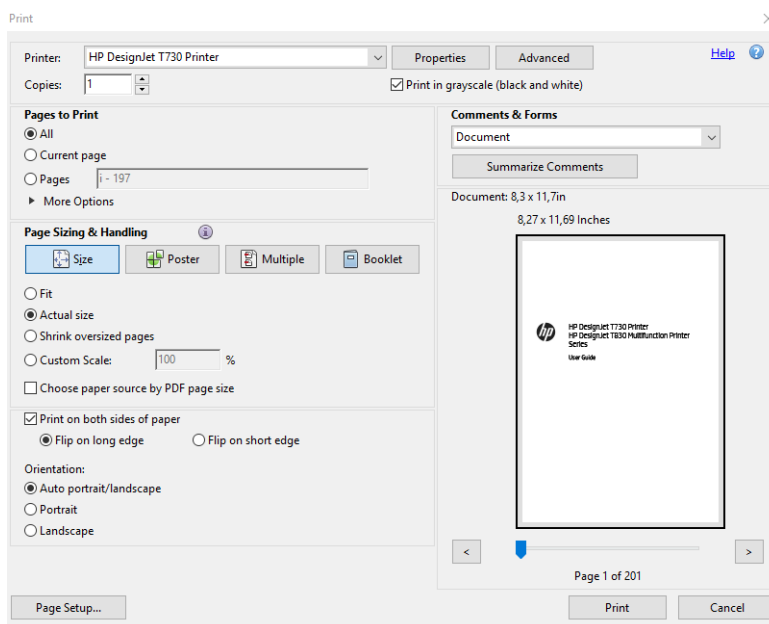 Print
Printer: HP DesignJet T730 Printer Properties Advanced Help ?
Copies: 1 Print in grayscale (black and white)
Pages to Print
All
Current page
Pages i - 197
More Options
Page Sizing & Handling i
Size Poster Multiple Booklet
Fit
Actual size
Shrink oversized pages
Custom Scale: 100 %
Choose paper source by PDF page size
Print on both sides of paper
Flip on long edge Flip on short edge
Orientation:
Auto portrait/landscape
Portrait
Landscape
Comments & Forms
Document
Summarize Comments
Document: 8,3 x 11,7in
8,27 x 11,69 Inches
hp
HP DesignJet T730 Printer
HP DesignJet T830 Multifunction Printer
Series
User Guide
< >
Page 1 of 201
Page Setup... Print Cancel